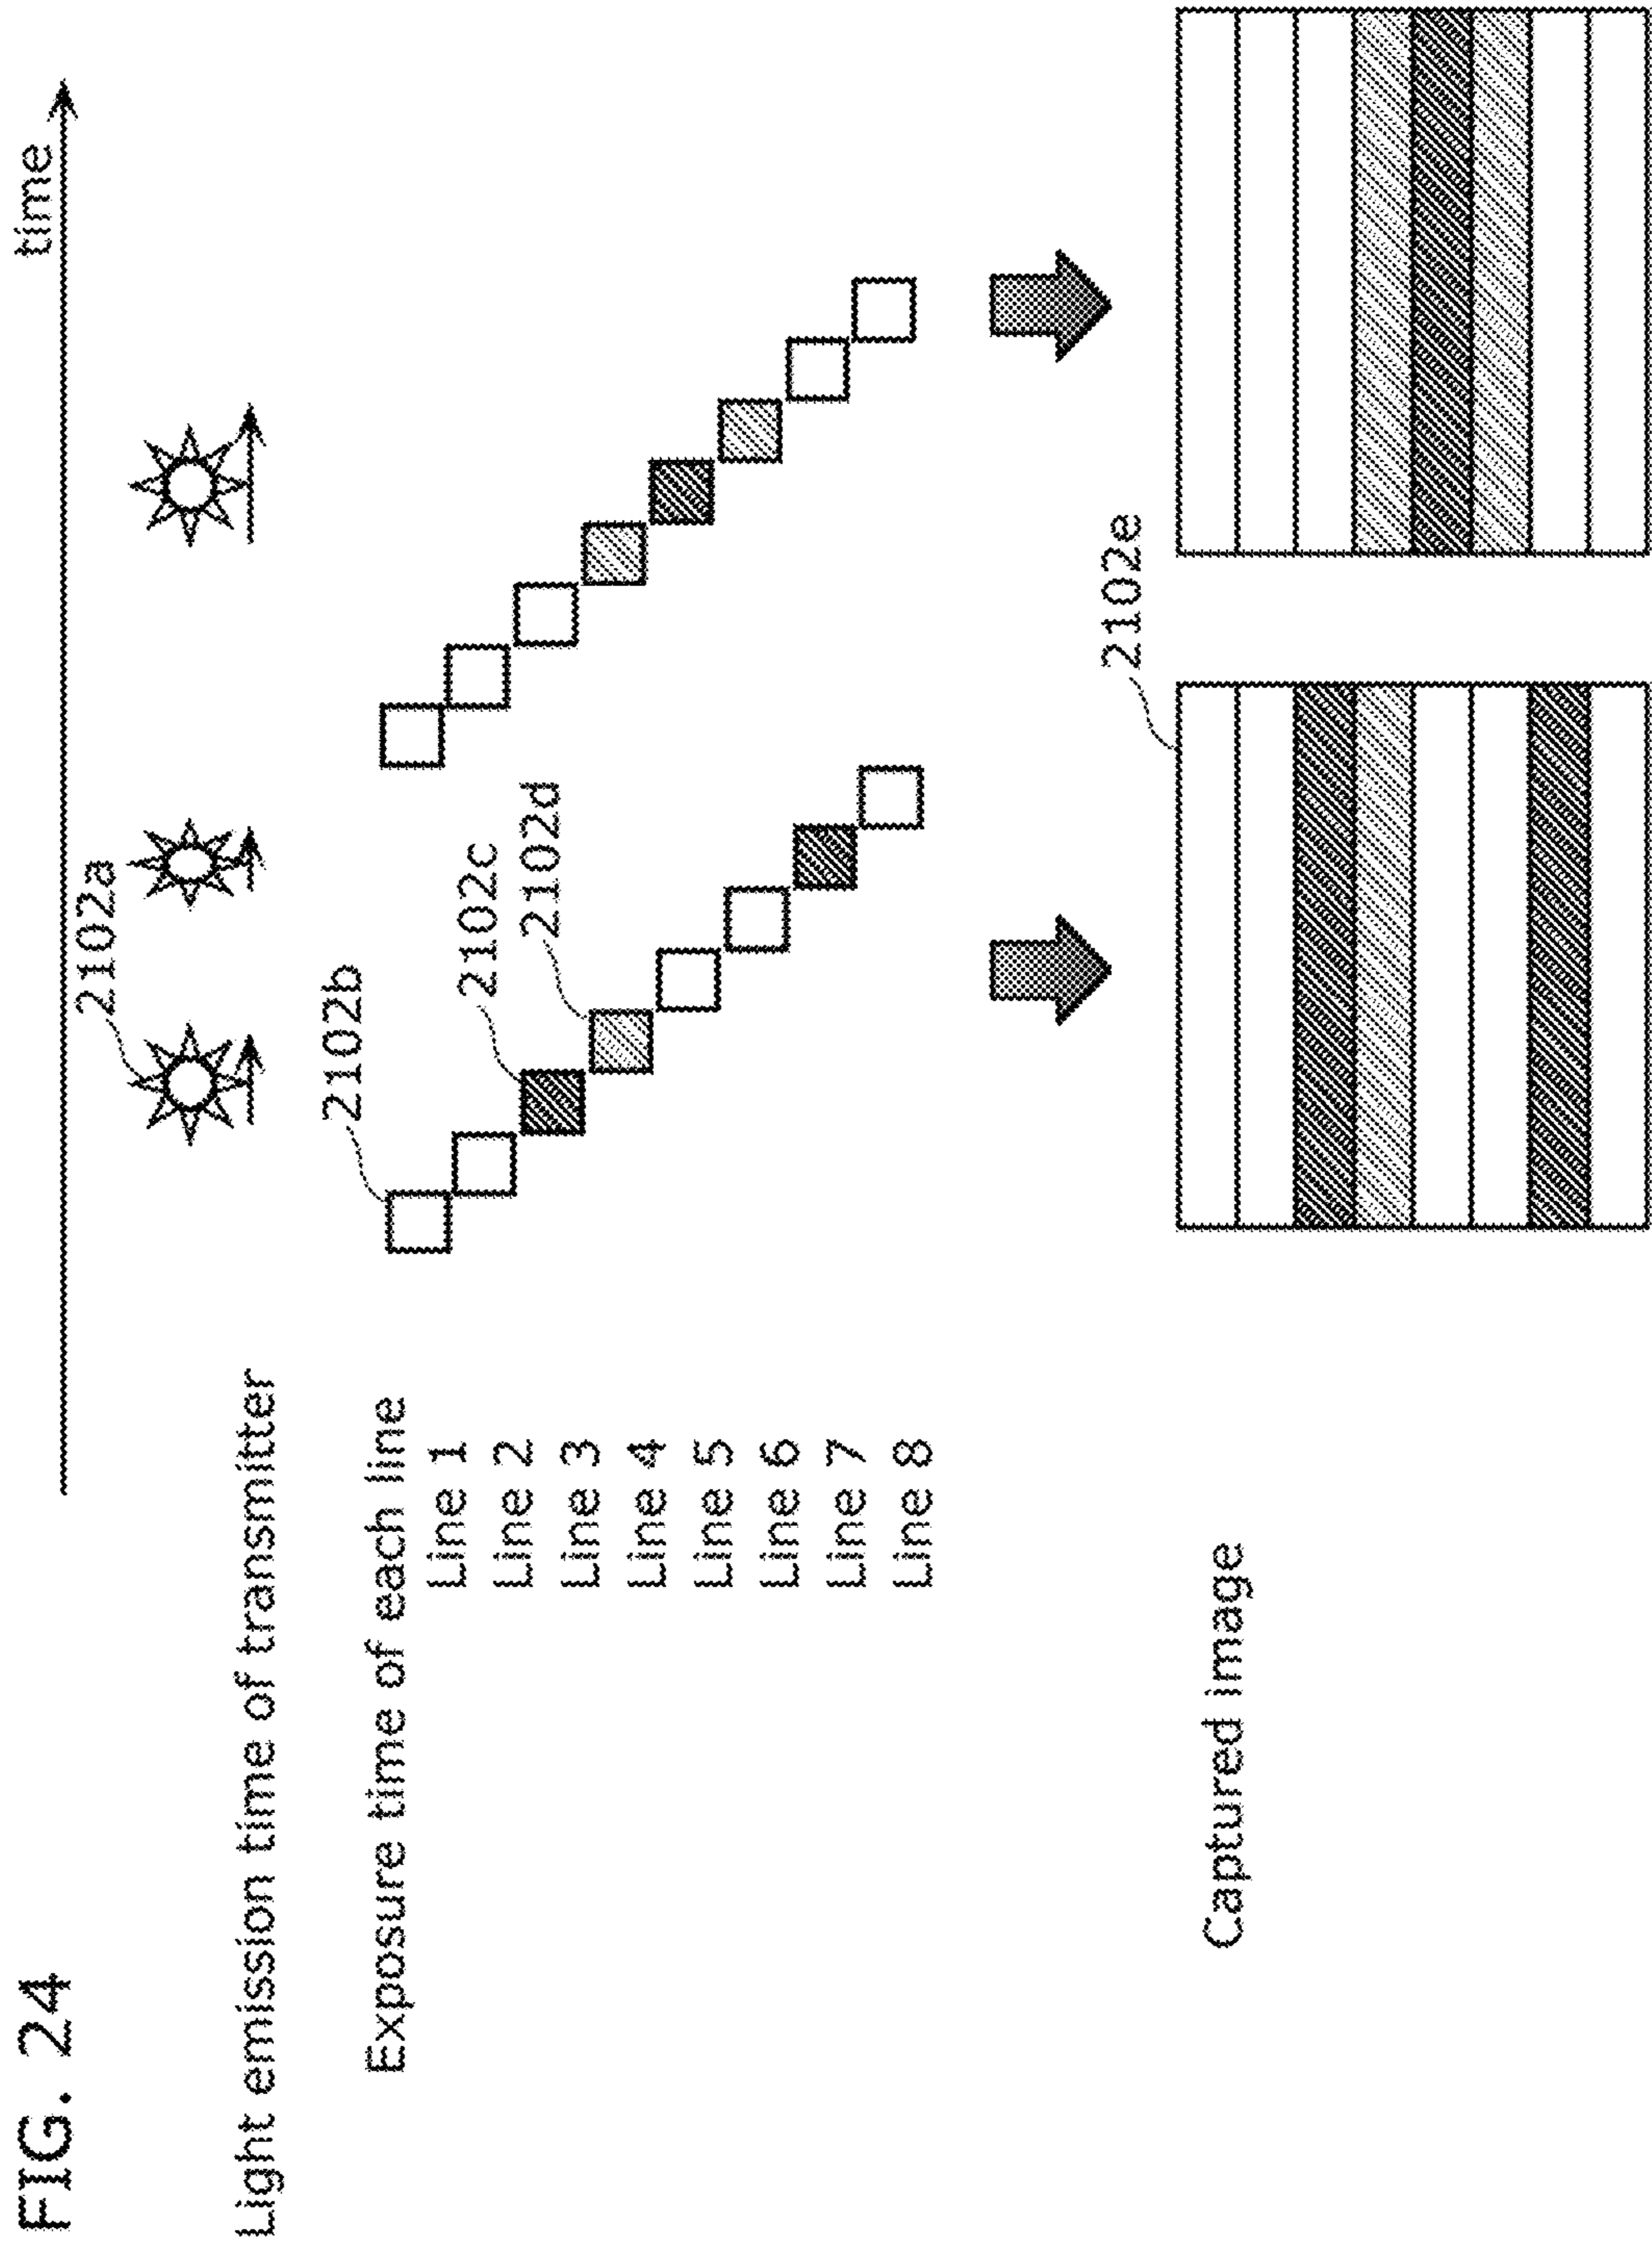 FIG. 24
time
2102a
Light emission time of transmitter
2102b
Exposure time of each line
Line 1
Line 2
2102c
Line 3
2102d
Line 4
Line 5
Line 6
Line 7
Line 8
2102e
Captured image